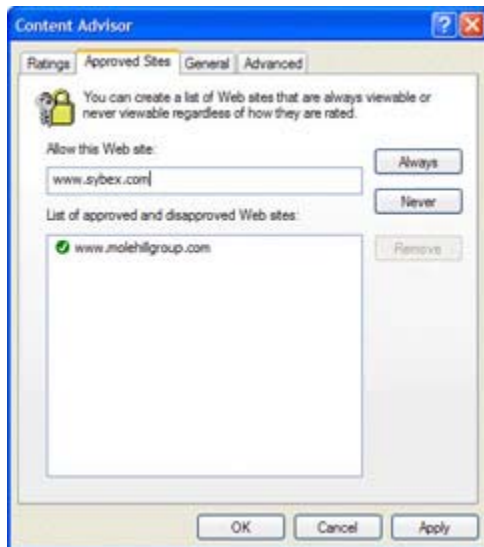 Content Advisor
Ratings Approved Sites General Advanced
You can create a list of Web sites that are always viewable or
never viewable regardless of how they are rated.
Allow this Web site:
www.sybex.com
Always
Never
List of approved and disapproved Web sites:
www.molehillgroup.com
Remove
OK Cancel Apply